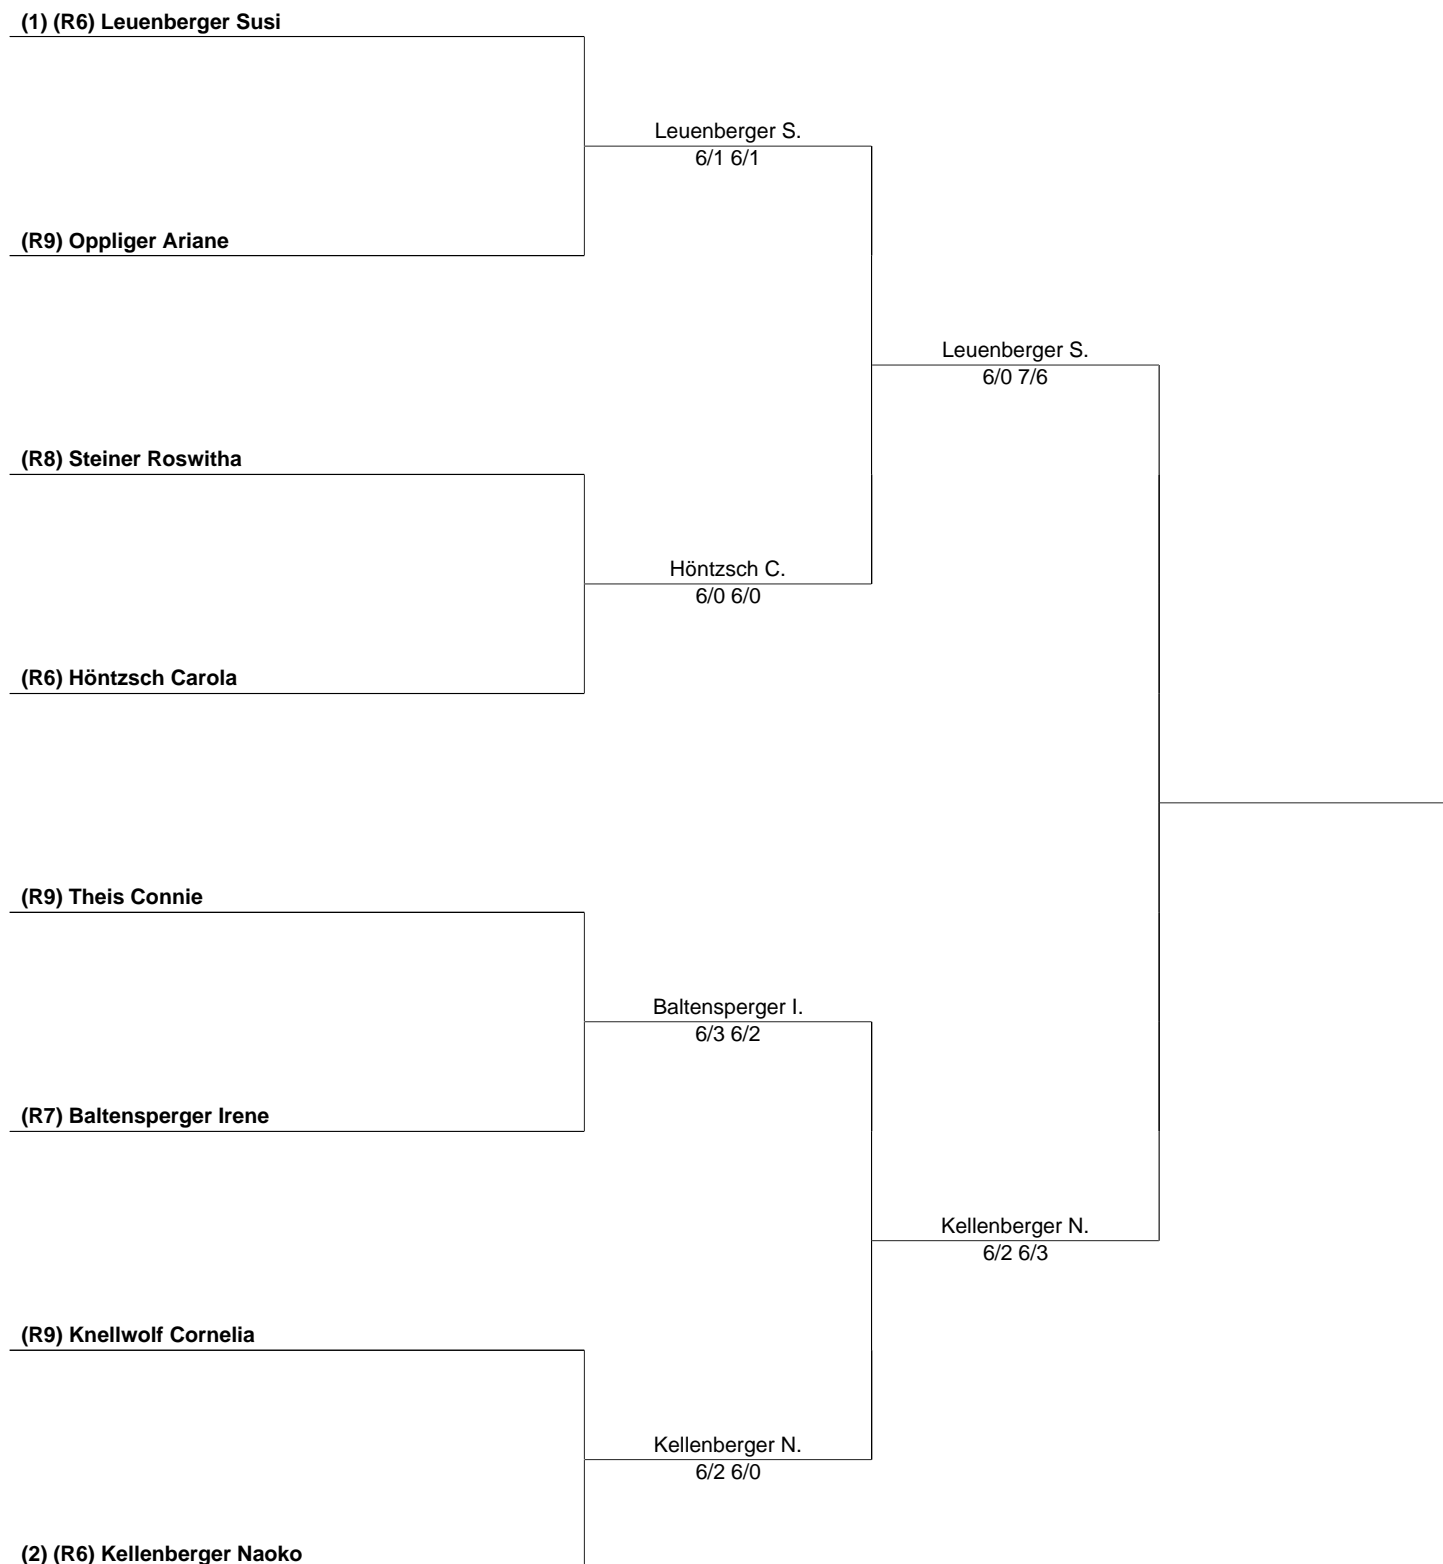 (1) (R6) Leuenberger Susi
Leuenberger S.
6/1 6/1
(R9) Oppliger Ariane
Leuenberger S.
6/0 7/6
(R8) Steiner Roswitha
Höntzsch C.
6/0 6/0
(R6) Höntzsch Carola
(R9) Theis Connie
Baltensperger I.
6/3 6/2
(R7) Baltensperger Irene
Kellenberger N.
6/2 6/3
(R9) Knellwolf Cornelia
Kellenberger N.
6/2 6/0
(2) (R6) Kellenberger Naoko